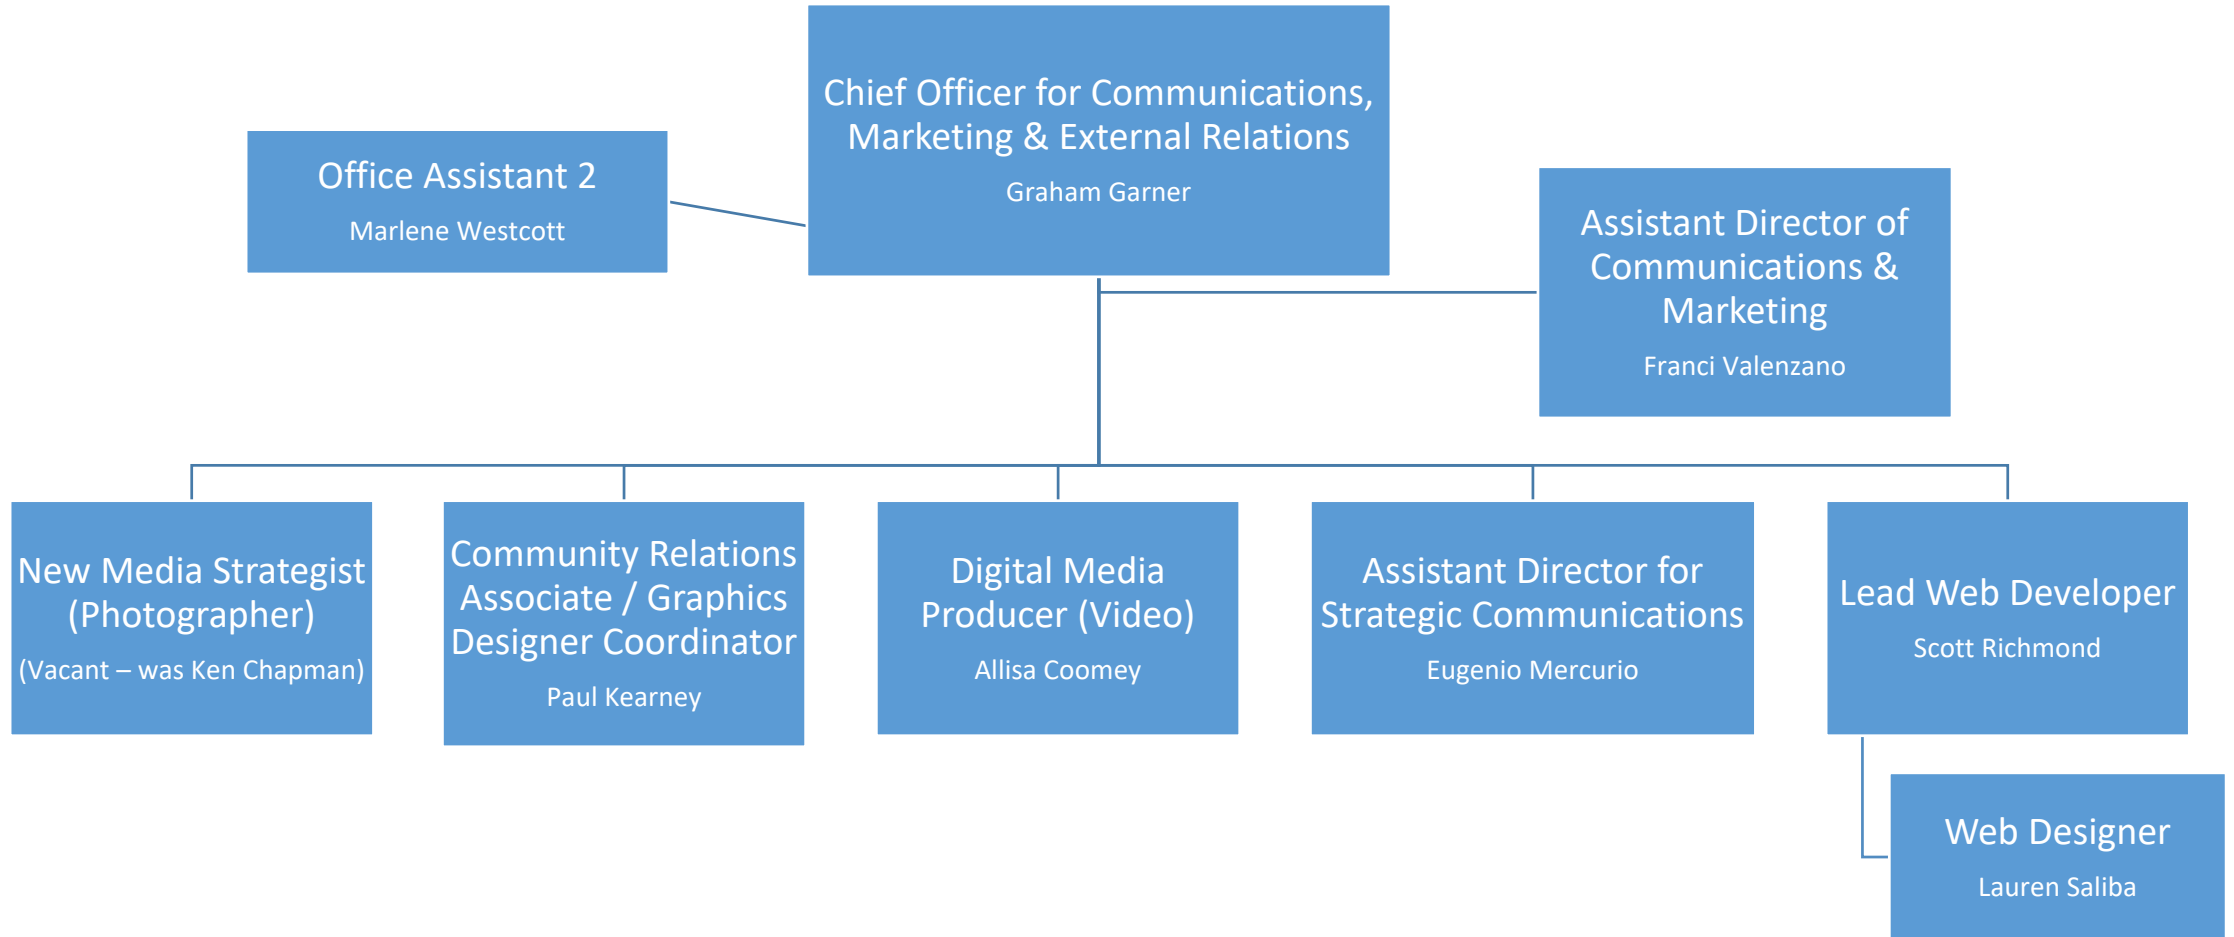 Chief Officer for Communications,
Marketing & External Relations
Graham Garner
Office Assistant 2
Marlene Westcott
Assistant Director of
Communications &
Marketing
Franci Valenzano
New Media Strategist
(Photographer)
(Vacant – was Ken Chapman)
Community Relations
Associate / Graphics
Designer Coordinator
Paul Kearney
Digital Media
Producer (Video)
Allisa Coomey
Assistant Director for
Strategic Communications
Eugenio Mercurio
Lead Web Developer
Scott Richmond
Web Designer
Lauren Saliba